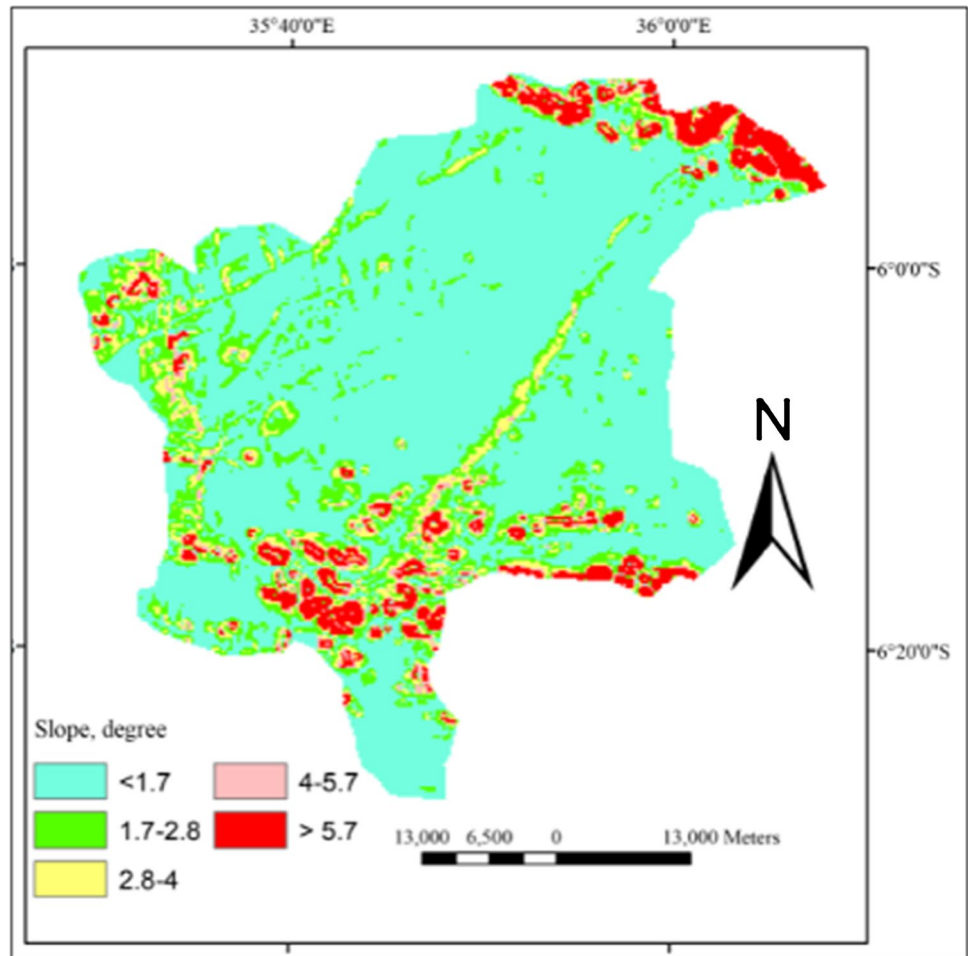 35°40'0"E 36°0'0"E
6°0'0"S
N
6°20'0"S
Slope, degree
<1.7 4-5.7
1.7-2.8 > 5.7
2.8-4
13,000 6,500 0 13,000 Meters